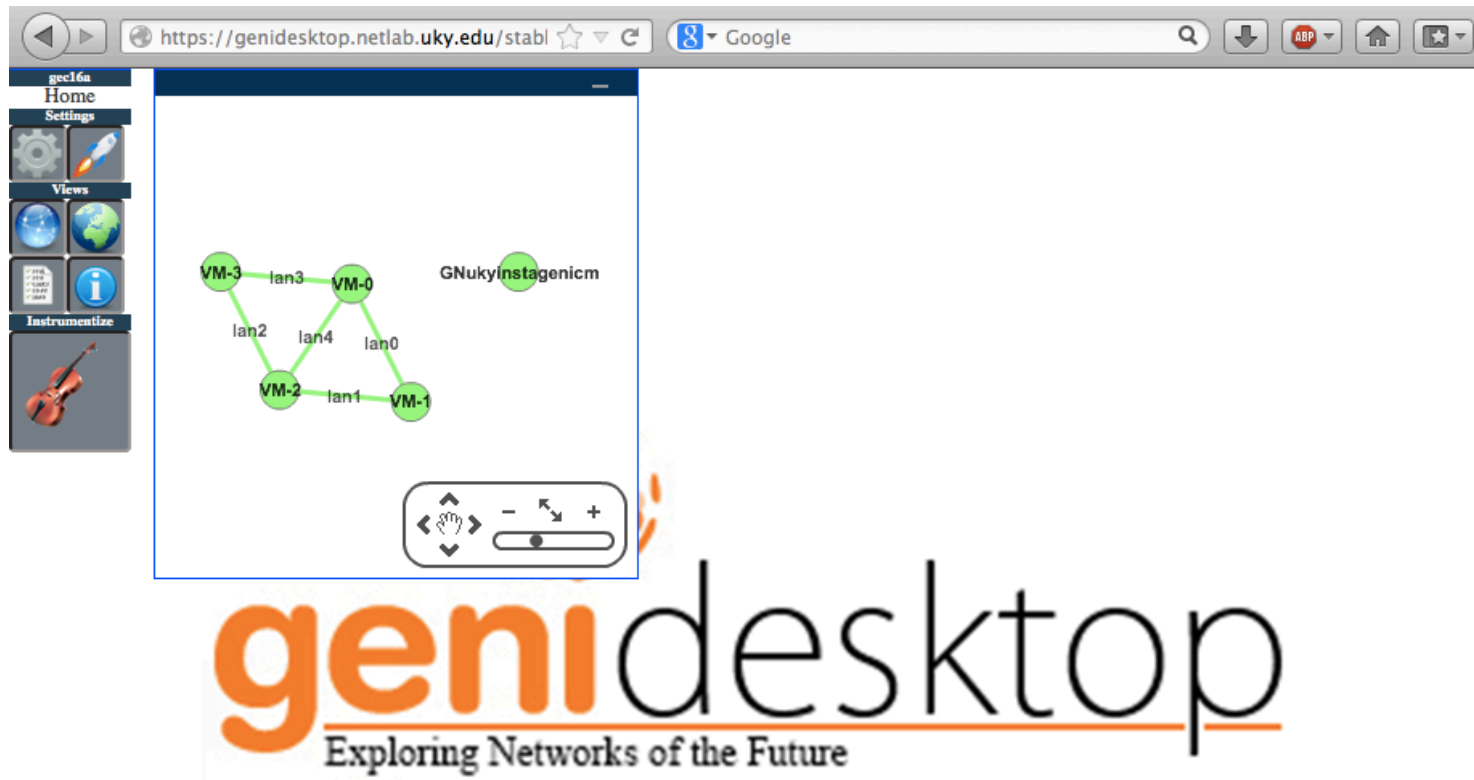 https://genidesktop.netlab.uky.edu/stabl
8 Google
ABP
gec16a
Home
Settings
Views
Instrumentize
VM-3
lan3
VM-0
GNukyInstagenicm
lan2
lan4
lan0
VM-2
lan1
VM-1
genidesktop
Exploring Networks of the Future